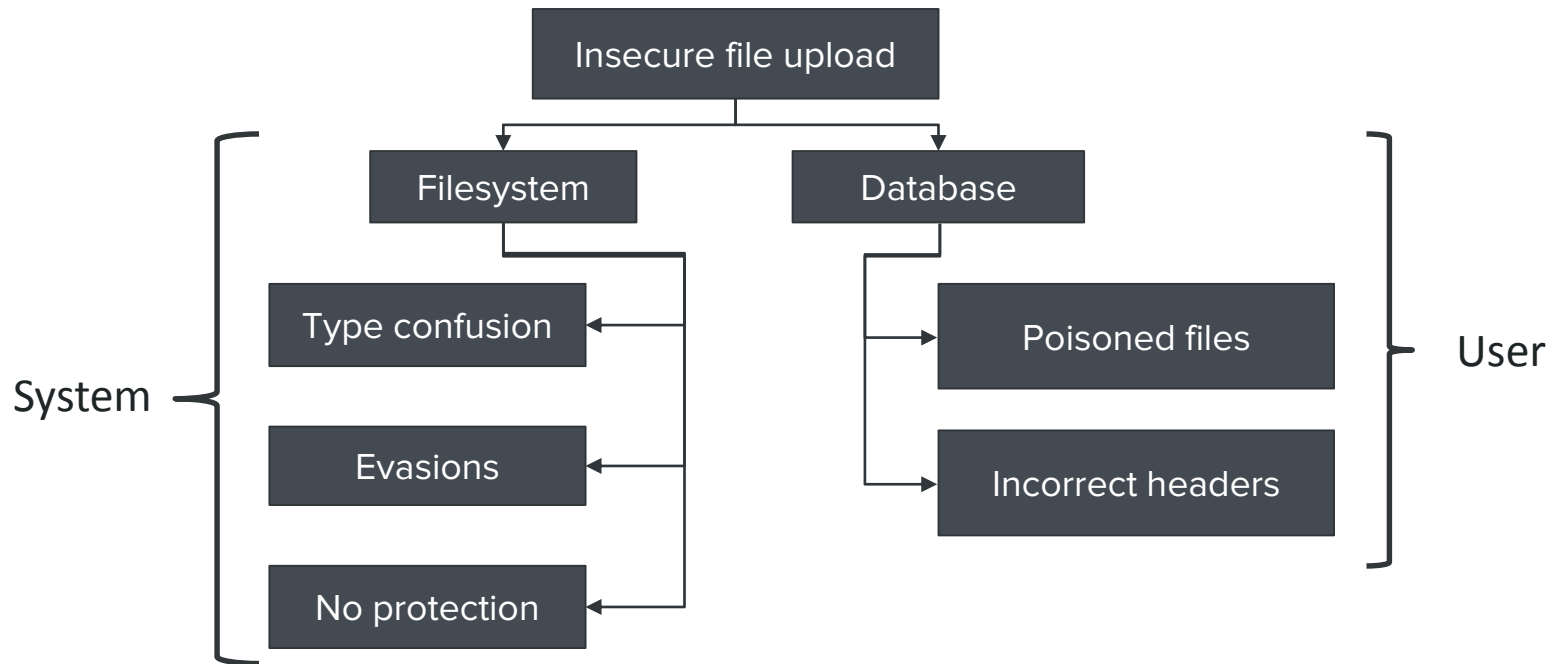 Insecure file upload
Filesystem
Database
Type confusion
Poisoned files
System
User
Evasions
Incorrect headers
No protection